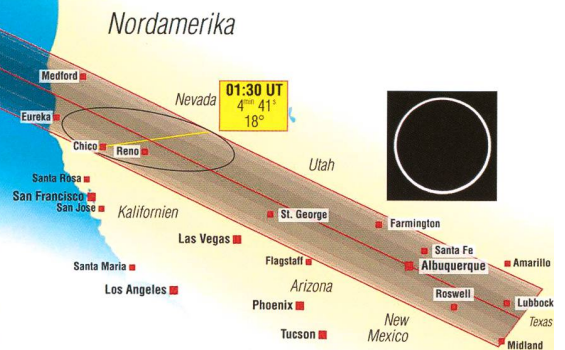 Nordamerika
Medford
01:30 UT
4ᵐⁱⁿ 41ˢ
18°
Nevada
Eureka
Chico
Reno
Utah
Santa Rosa
San Francisco
San Jose
Kalifornien
St. George
Farmington
Las Vegas
Santa Fe
Flagstaff
Albuquerque
Amarillo
Santa Maria
Los Angeles
Arizona
Roswell
Lubbock
Phoenix
New
Mexico
Texas
Tucson
Midland